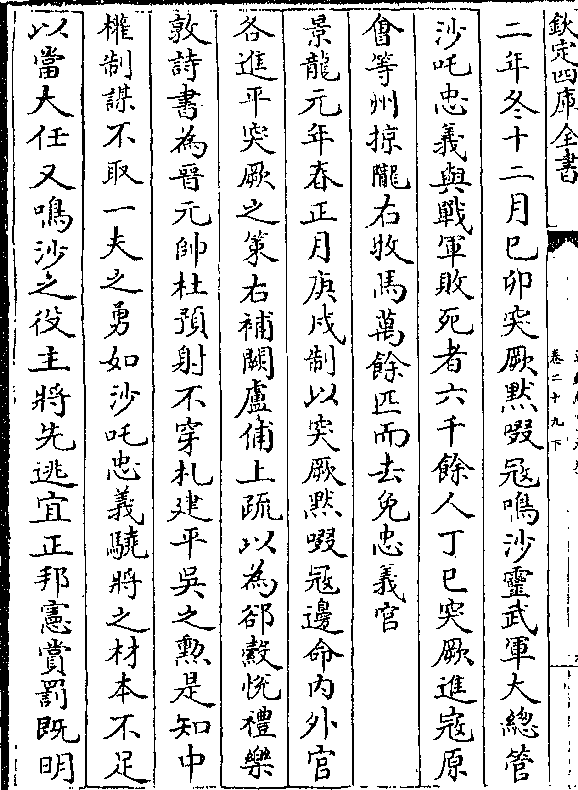 欽定四庫全書
卷二十九下
二年冬十二月己卯突厥默啜寇鳴沙靈武軍大總管
沙吒忠義與戰軍敗死者六千餘人丁巳突厥進寇原
會等州掠隴右牧馬萬餘匹而去免忠義官
景龍元年春正月庚戌制以突厥默啜寇邊命內外官
各進平突厥之策右補闕盧俌上疏以為郤縠悅禮樂
敦詩書為晉元帥杜預射不穿札建平吳之勲是知中
權制謀不取一夫之勇如沙吒忠義驍將之材本不足
以當大任又鳴沙之役主將先逃宜正邦憲賞罰既明